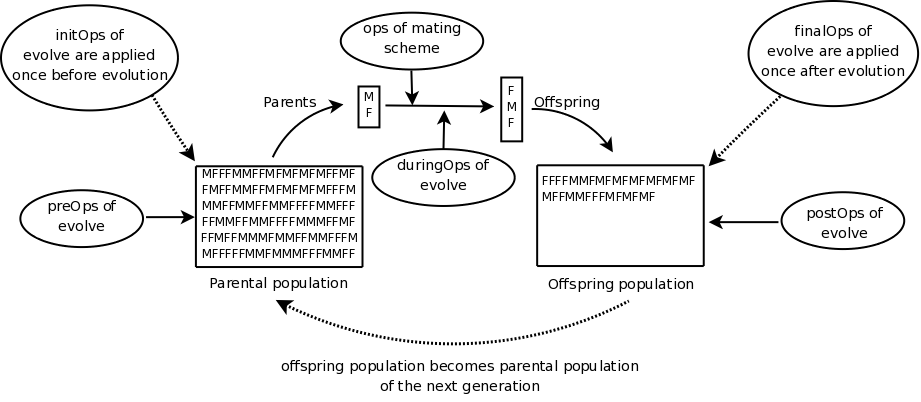 initOps of
evolve are applied
once before evolution
ops of mating
scheme
finalOps of
evolve are applied
once after evolution
Parents
M
F
F
M
F
Offspring
duringOps of
evolve
preOps of
evolve
MFFFMMFFMFMFMFMFFMF
FMFFMMFFMFMFMFMFFFM
MMFFMMFFMMFFFFMMFFF
FFMMFFMMFFFFMMMFFMF
FFMFFMMMFMMFFMMFFFM
MFFFFFMMFMMMFFFMMFF
Parental population
FFFFMMFMFMFMFMFMFMF
MFFMMFFFMFMFMF
Offspring population
postOps of
evolve
offspring population becomes parental population
of the next generation